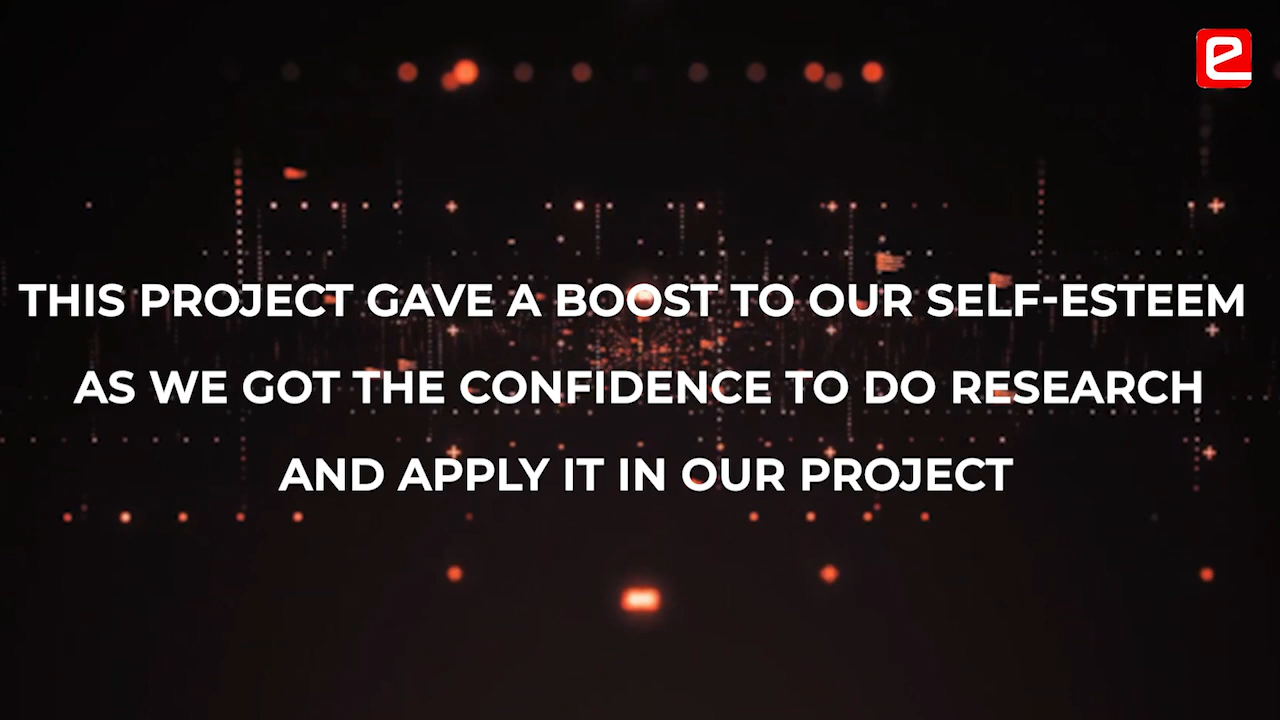 e
THIS PROJECT GAVE A BOOST TO OUR SELF-ESTEEM
AS WE GOT THE CONFIDENCE TO DO RESEARCH
AND APPLY IT IN OUR PROJECT